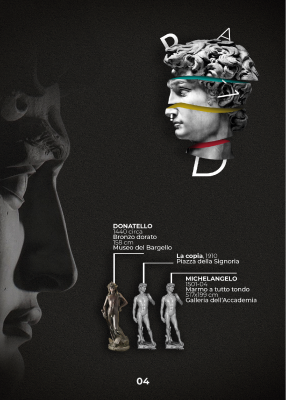 D A
V I
D
DONATELLO
1440 circa
Bronzo dorato
158 cm
Museo del Bargello
La copia, 1910
Piazza della Signoria
MICHELANGELO
1501-04
Marmo a tutto tondo
517x199 cm
Galleria dell'Accademia
04